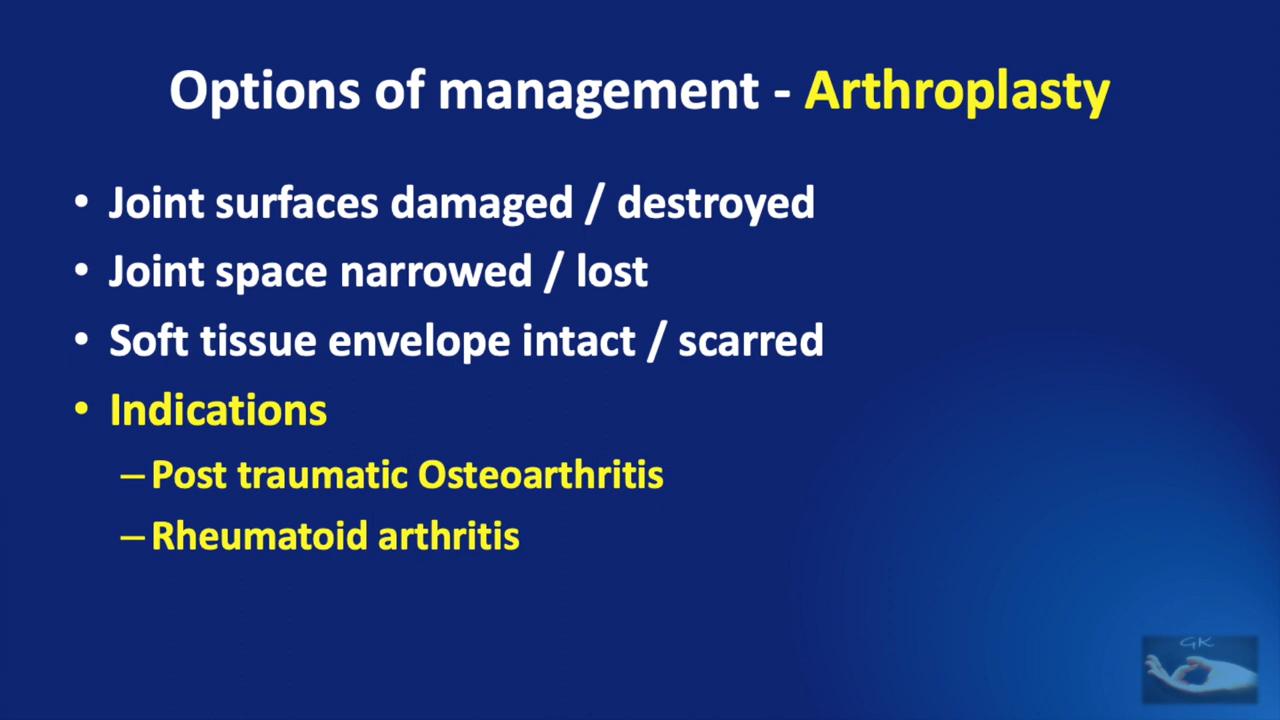 Options of management - Arthroplasty
• Joint surfaces damaged / destroyed
• Joint space narrowed / lost
• Soft tissue envelope intact / scarred
• Indications
– Post traumatic Osteoarthritis
– Rheumatoid arthritis
GK